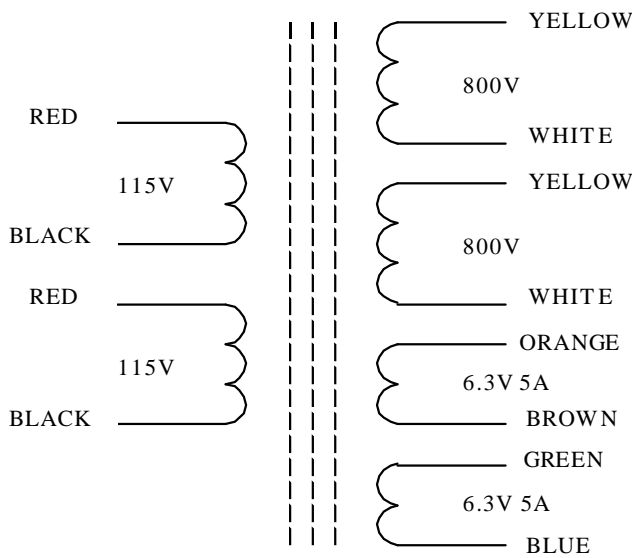 RED
115V
BLACK
RED
115V
BLACK
YELLOW
800V
WHITE
YELLOW
800V
WHITE
ORANGE
6.3V 5A
BROWN
GREEN
6.3V 5A
BLUE